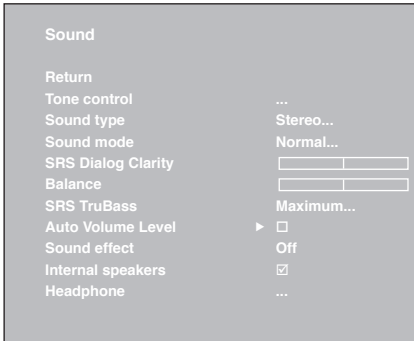 Sound
Return
Tone control ...
Sound type Stereo...
Sound mode Normal...
SRS Dialog Clarity
Balance
SRS TruBass Maximum...
Auto Volume Level ▶ ☐
Sound effect Off
Internal speakers ☑
Headphone ...